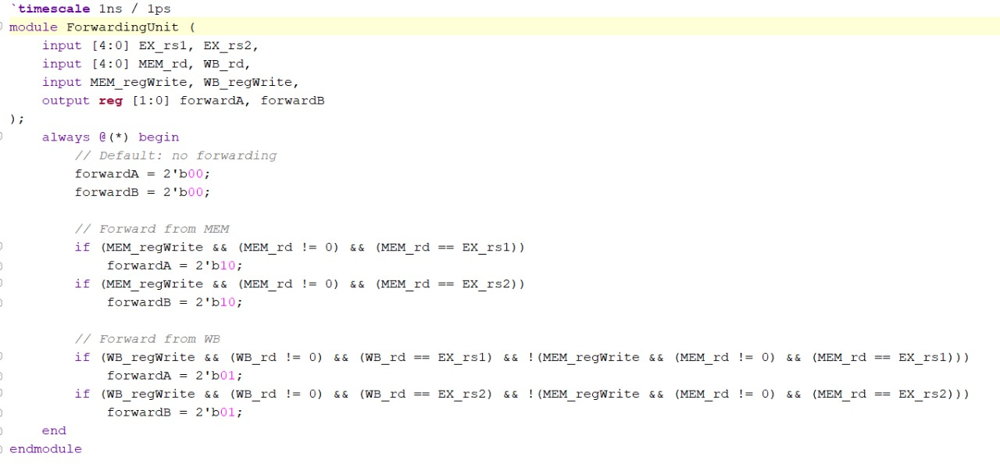 `timescale 1ns / 1ps
module ForwardingUnit (
    input [4:0] EX_rs1, EX_rs2,
    input [4:0] MEM_rd, WB_rd,
    input MEM_regWrite, WB_regWrite,
    output reg [1:0] forwardA, forwardB
);
    always @(*) begin
        // Default: no forwarding
        forwardA = 2'b00;
        forwardB = 2'b00;

        // Forward from MEM
        if (MEM_regWrite && (MEM_rd != 0) && (MEM_rd == EX_rs1))
            forwardA = 2'b10;
        if (MEM_regWrite && (MEM_rd != 0) && (MEM_rd == EX_rs2))
            forwardB = 2'b10;

        // Forward from WB
        if (WB_regWrite && (WB_rd != 0) && (WB_rd == EX_rs1) && !(MEM_regWrite && (MEM_rd != 0) && (MEM_rd == EX_rs1)))
            forwardA = 2'b01;
        if (WB_regWrite && (WB_rd != 0) && (WB_rd == EX_rs2) && !(MEM_regWrite && (MEM_rd != 0) && (MEM_rd == EX_rs2)))
            forwardB = 2'b01;
    end
endmodule